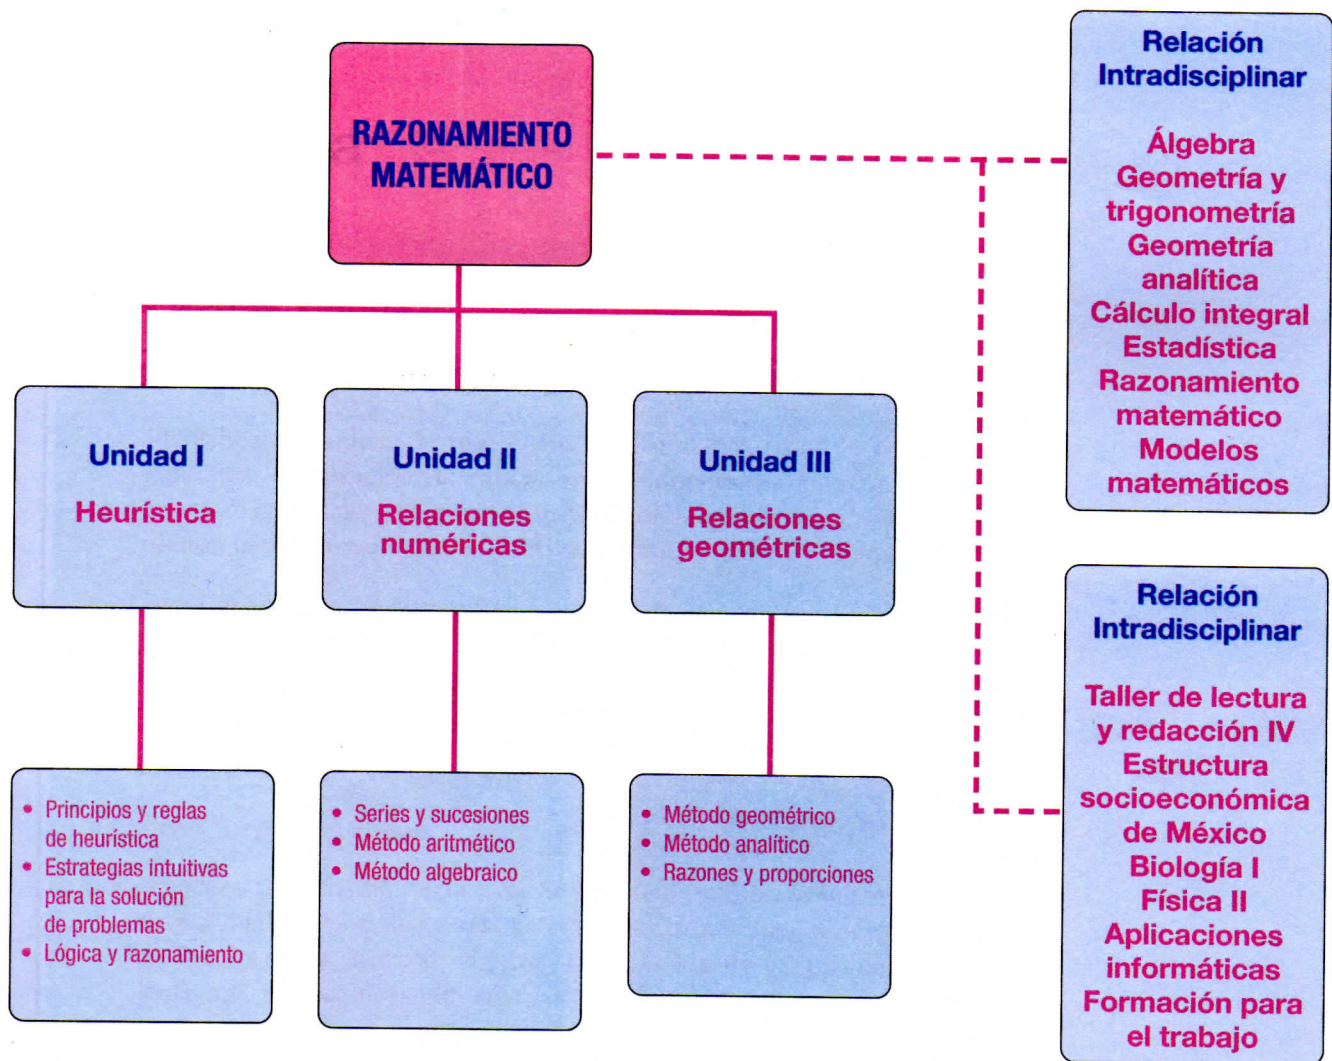 RAZONAMIENTO
MATEMÁTICO
Unidad I
Heurística
Unidad II
Relaciones
numéricas
Unidad III
Relaciones
geométricas
• Principios y reglas
de heurística
• Estrategias intuitivas
para la solución
de problemas
• Lógica y razonamiento
• Series y sucesiones
• Método aritmético
• Método algebraico
• Método geométrico
• Método analítico
• Razones y proporciones
Relación
Intradisciplinar
Álgebra
Geometría y
trigonometría
Geometría
analítica
Cálculo integral
Estadística
Razonamiento
matemático
Modelos
matemáticos
Relación
Intradisciplinar
Taller de lectura
y redacción IV
Estructura
socioeconómica
de México
Biología I
Física II
Aplicaciones
informáticas
Formación para
el trabajo